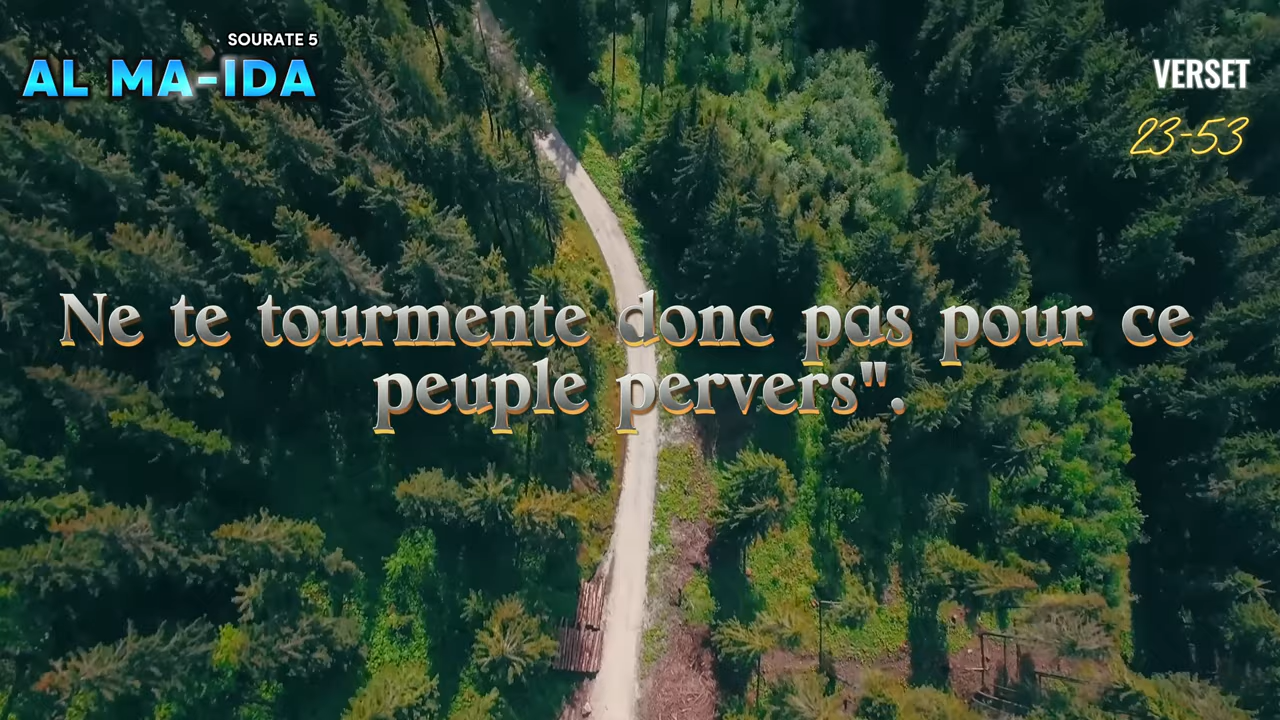 SOURATE 5
AL MA-IDA
VERSET
23-53
Ne te tourmente donc pas pour ce
peuple pervers".